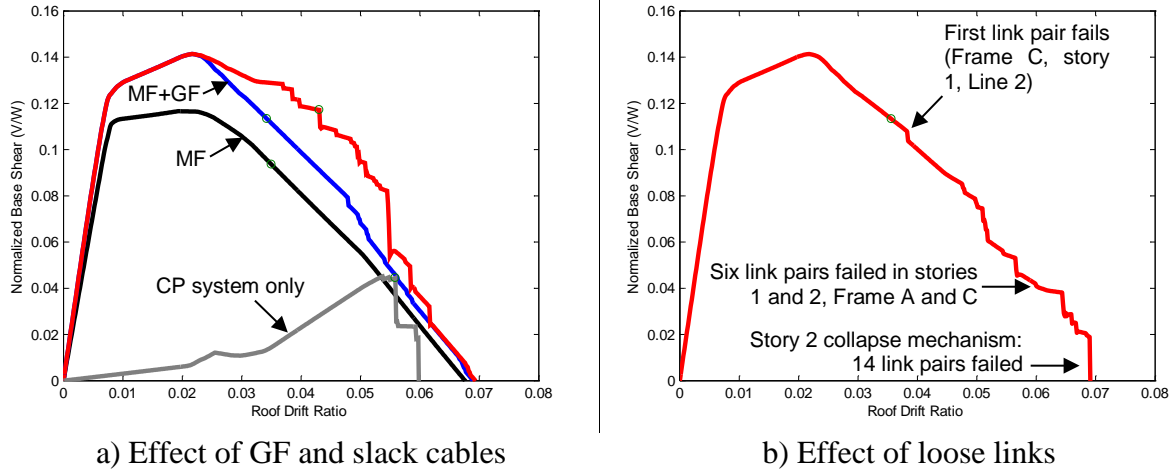 0.16
0.14
0.12
0.1
0.08
0.06
0.04
0.02
0
Normalized Base Shear (V/W)
MF+GF
MF
CP system only
0 0.01 0.02 0.03 0.04 0.05 0.06 0.07 0.08
Roof Drift Ratio
a) Effect of GF and slack cables
0.16
0.14
0.12
0.1
0.08
0.06
0.04
0.02
0
Normalized Base Shear (V/W)
First link pair fails
(Frame C, story
1, Line 2)
Six link pairs failed in stories
1 and 2, Frame A and C
Story 2 collapse mechanism:
14 link pairs failed
0 0.01 0.02 0.03 0.04 0.05 0.06 0.07 0.08
Roof Drift Ratio
b) Effect of loose links